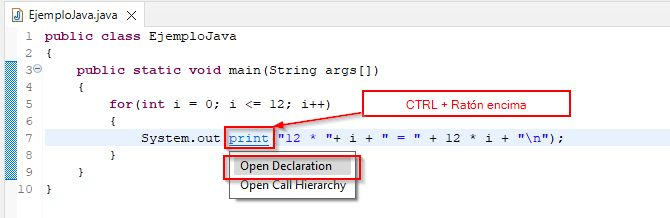 EjemploJava.java
1 public class EjemploJava
2 {
3 public static void main(String args[])
4 {
5 for(int i = 0; i <= 12; i++)
CTRL + Ratón encima
6 {
7 System.out print "12 * "+ i + " = " + 12 * i + "\n");
8 }
9 }
10 }
Open Declaration
Open Call Hierarchy